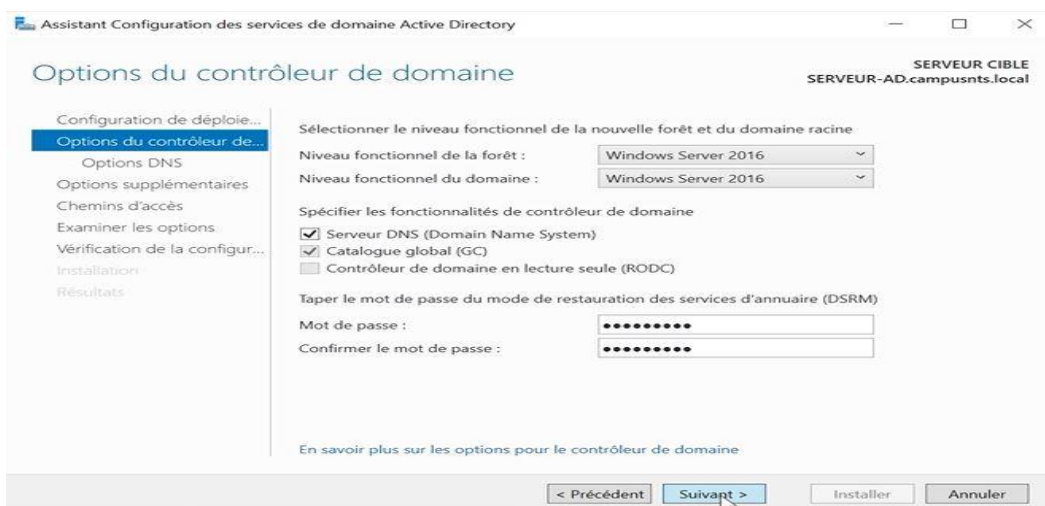 Assistant Configuration des services de domaine Active Directory
Options du contrôleur de domaine
SERVEUR CIBLE
SERVEUR-AD.campusnts.local
Configuration de déploie...
Options du contrôleur de...
Options DNS
Options supplémentaires
Chemins d'accès
Examiner les options
Vérification de la configur...
Installation
Résultats
Sélectionner le niveau fonctionnel de la nouvelle forêt et du domaine racine
Niveau fonctionnel de la forêt : Windows Server 2016
Niveau fonctionnel du domaine : Windows Server 2016
Spécifier les fonctionnalités de contrôleur de domaine
Serveur DNS (Domain Name System)
Catalogue global (GC)
Contrôleur de domaine en lecture seule (RODC)
Taper le mot de passe du mode de restauration des services d'annuaire (DSRM)
Mot de passe : •••••••••
Confirmer le mot de passe : •••••••••
En savoir plus sur les options pour le contrôleur de domaine
< Précédent Suivant > Installer Annuler